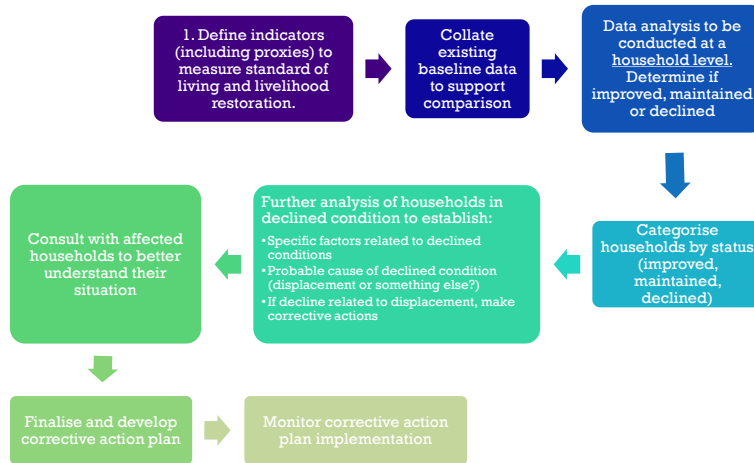 1. Define indicators
(including proxies) to
measure standard of
living and livelihood
restoration.
Collate
existing
baseline data
to support
comparison
Data analysis to be
conducted at a
household level.
Determine if
improved, maintained
or declined
Categorise
households by status
(improved,
maintained,
declined)
Further analysis of households in
declined condition to establish:
•Specific factors related to declined
conditions
•Probable cause of declined condition
(displacement or something else?)
•If decline related to displacement, make
corrective actions
Consult with affected
households to better
understand their
situation
Finalise and develop
corrective action plan
Monitor corrective action
plan implementation